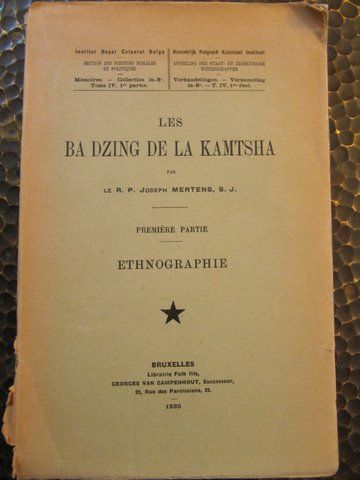 Institut Royal Colonial Belge
SECTION DES SCIENCES MORALES
ET POLITIQUES
Mémoires. — Collection in-8°.
Tome IV, 1re partie.
Koninklijk Belgisch Koloniaal Instituut
AFDEELING DER STAAT- EN ZEDEKUNDIGE
WETENSCHAPPEN
Verhandelingen. — Verzameling
in-8°. — T. IV, 1e deel.
LES
BA DZING DE LA KAMTSHA
PAR
LE R. P. JOSEPH MERTENS, S. J.
PREMIÈRE PARTIE
ETHNOGRAPHIE
BRUXELLES
Librairie Falk fils,
GEORGES VAN CAMPENHOUT, Successeur,
22, Rue des Paroissiens, 22.
1935